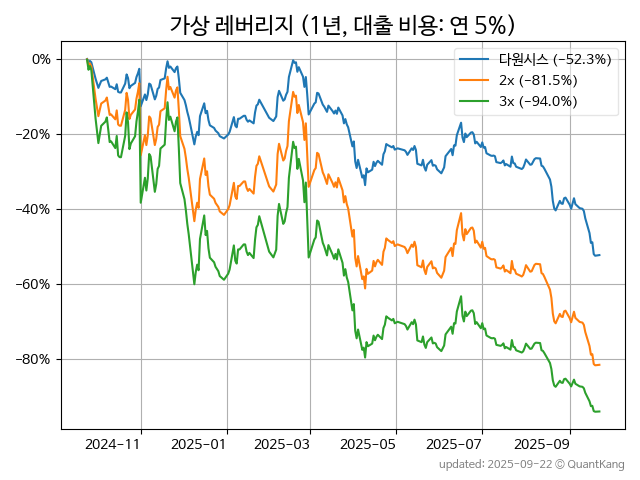 가상 레버리지 (1년, 대출 비용: 연 5%)
다원시스 (−52.3%)
2x (−81.5%)
3x (−94.0%)
0%
−20%
−40%
−60%
−80%
2024-11 2025-01 2025-03 2025-05 2025-07 2025-09
updated: 2025-09-22 © QuantKang